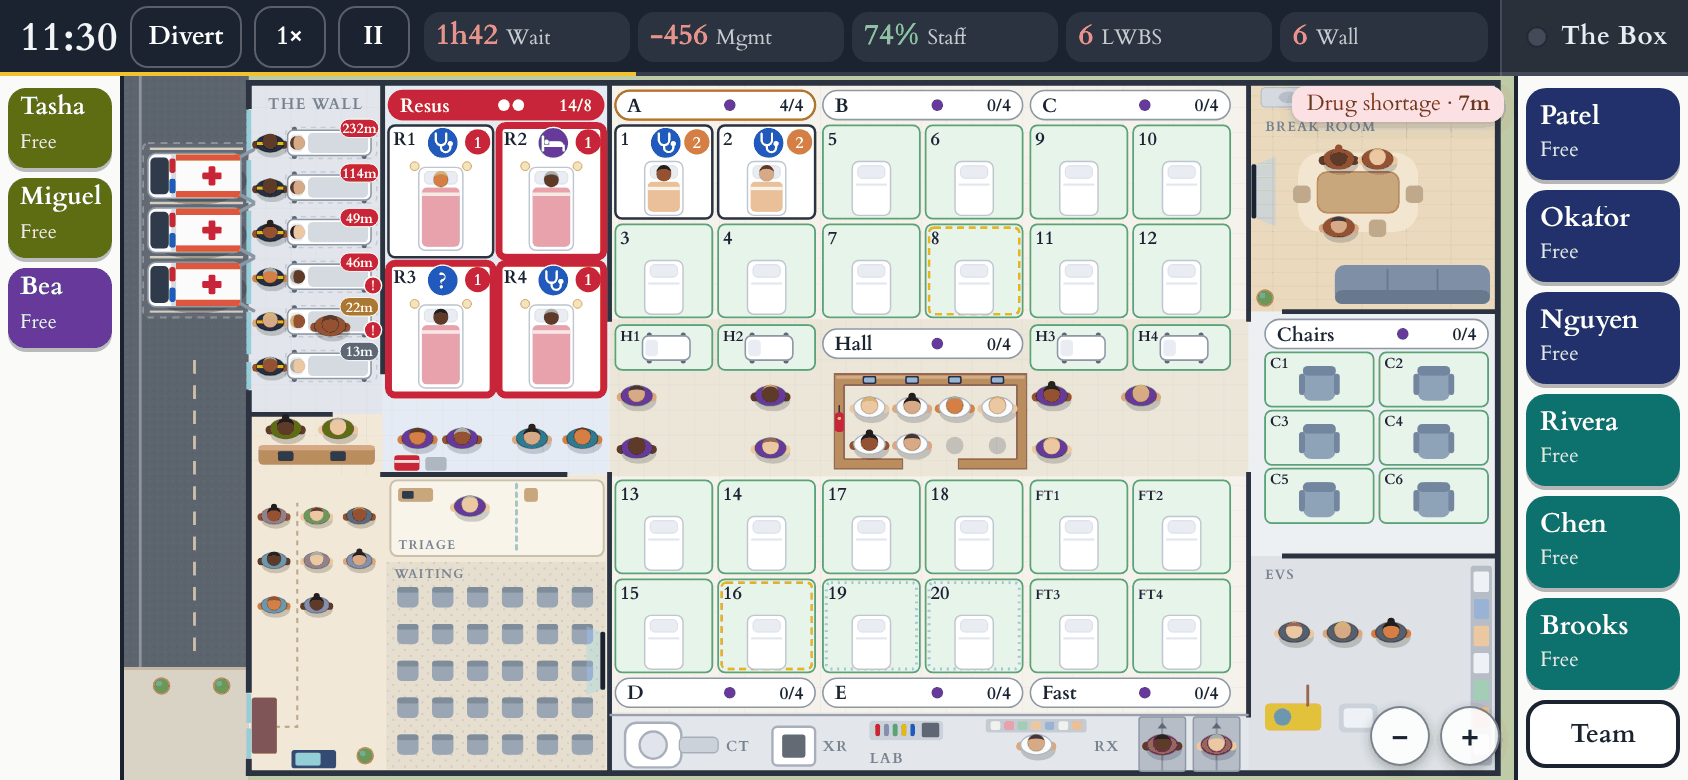 11:30 Divert 1× II 1h42 Wait -456 Mgmt 74% Staff 6 LWBS 6 Wall The Box
Tasha
Free
Miguel
Free
Bea
Free
THE WALL
232m
114m
49m
46m
!
22m
!
13m
Resus 14/8
R1 1
R2 1
R3 ? 1
R4 1
A 4/4
B 0/4
C 0/4
1 2
2 2
5
6
9
10
3
4
7
8
11
12
H1
H2
Hall 0/4
H3
H4
Drug shortage · 7m
BREAK ROOM
Chairs 0/4
C1
C2
C3
C4
C5
C6
TRIAGE
WAITING
13
14
17
18
FT1
FT2
15
16
19
20
FT3
FT4
D 0/4
E 0/4
Fast 0/4
CT
XR
LAB
RX
EVS
− +
Patel
Free
Okafor
Free
Nguyen
Free
Rivera
Free
Chen
Free
Brooks
Free
Team